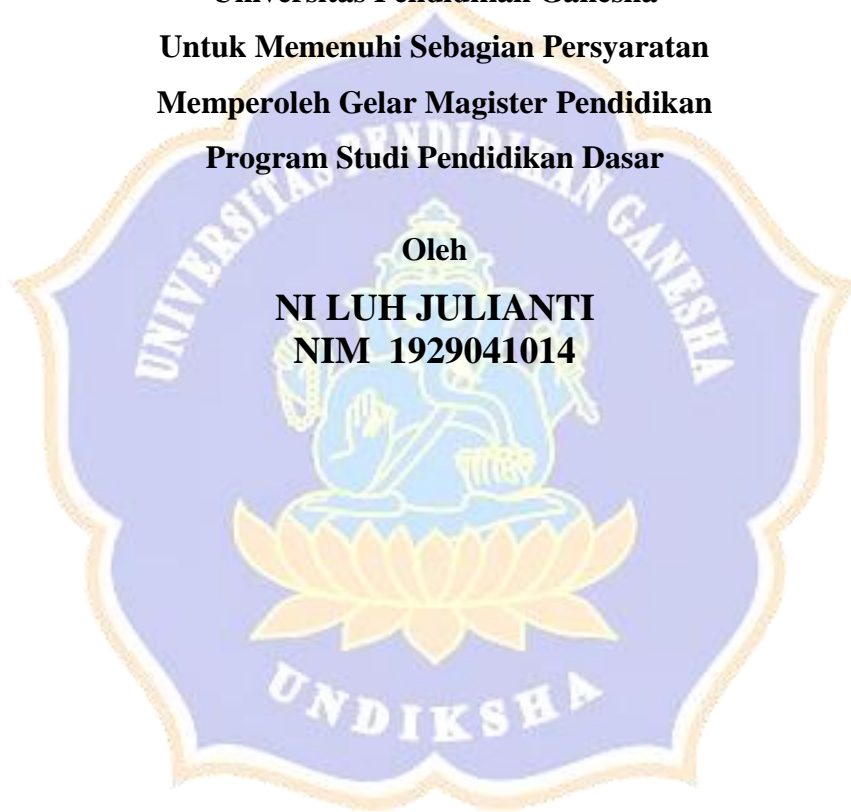 Universitas Pendidikan Ganesha
Untuk Memenuhi Sebagian Persyaratan
Memperoleh Gelar Magister Pendidikan
Program Studi Pendidikan Dasar
UNIVERSITAS PENDIDIKAN GANESHA
Oleh
NI LUH JULIANTI
NIM 1929041014
UNDIKSHA